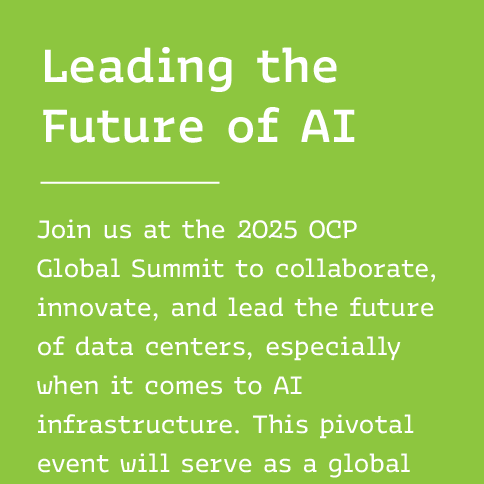 Leading the
Future of AI
Join us at the 2025 OCP
Global Summit to collaborate,
innovate, and lead the future
of data centers, especially
when it comes to AI
infrastructure. This pivotal
event will serve as a global